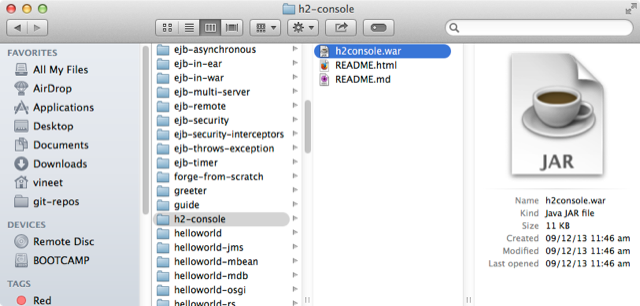 h2-console
FAVORITES
All My Files
AirDrop
Applications
Desktop
Documents
Downloads
vineet
git-repos
DEVICES
Remote Disc
BOOTCAMP
TAGS
Red
ejb-asynchronous
ejb-in-ear
ejb-in-war
ejb-multi-server
ejb-remote
ejb-security
ejb-security-interceptors
ejb-throws-exception
ejb-timer
forge-from-scratch
greeter
guide
h2-console
helloworld
helloworld-jms
helloworld-mbean
helloworld-mdb
helloworld-osgi
helloworld-rs
h2console.war
README.html
README.md
JAR
Name h2console.war
Kind Java JAR file
Size 11 KB
Created 09/12/13 11:46 am
Modified 09/12/13 11:46 am
Last opened 09/12/13 11:46 am